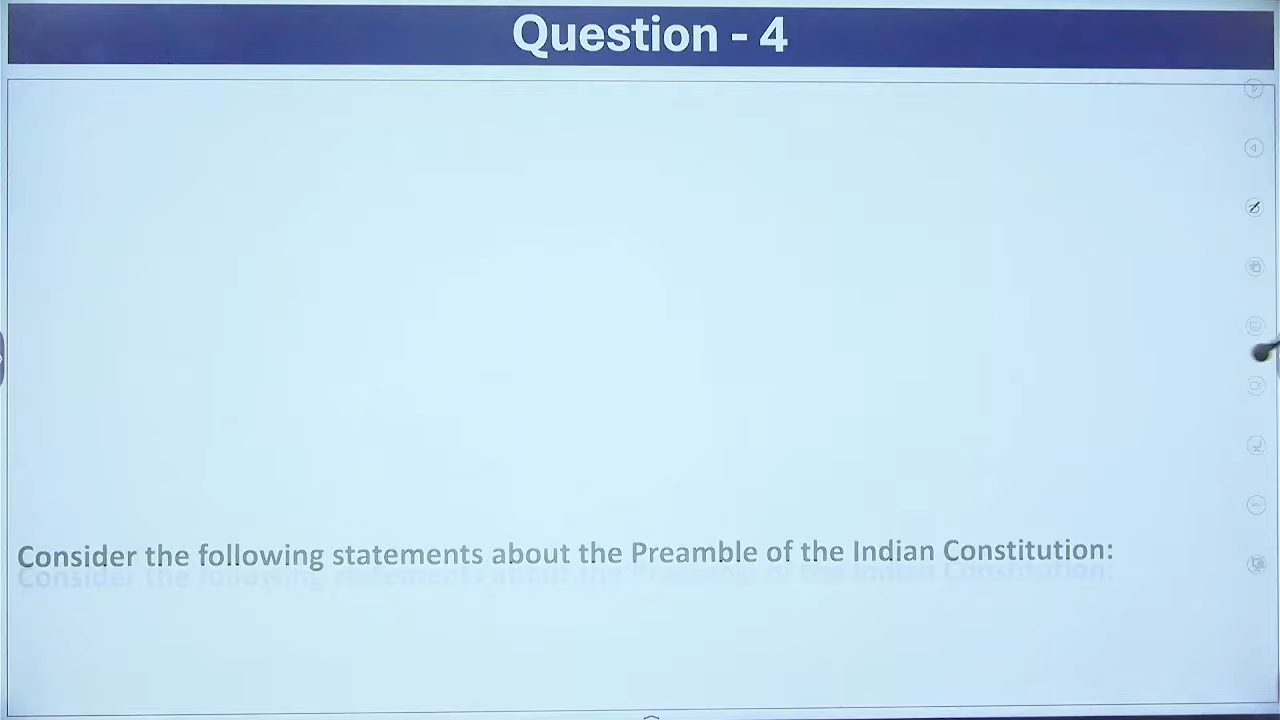 Question - 4
Consider the following statements about the Preamble of the Indian Constitution: